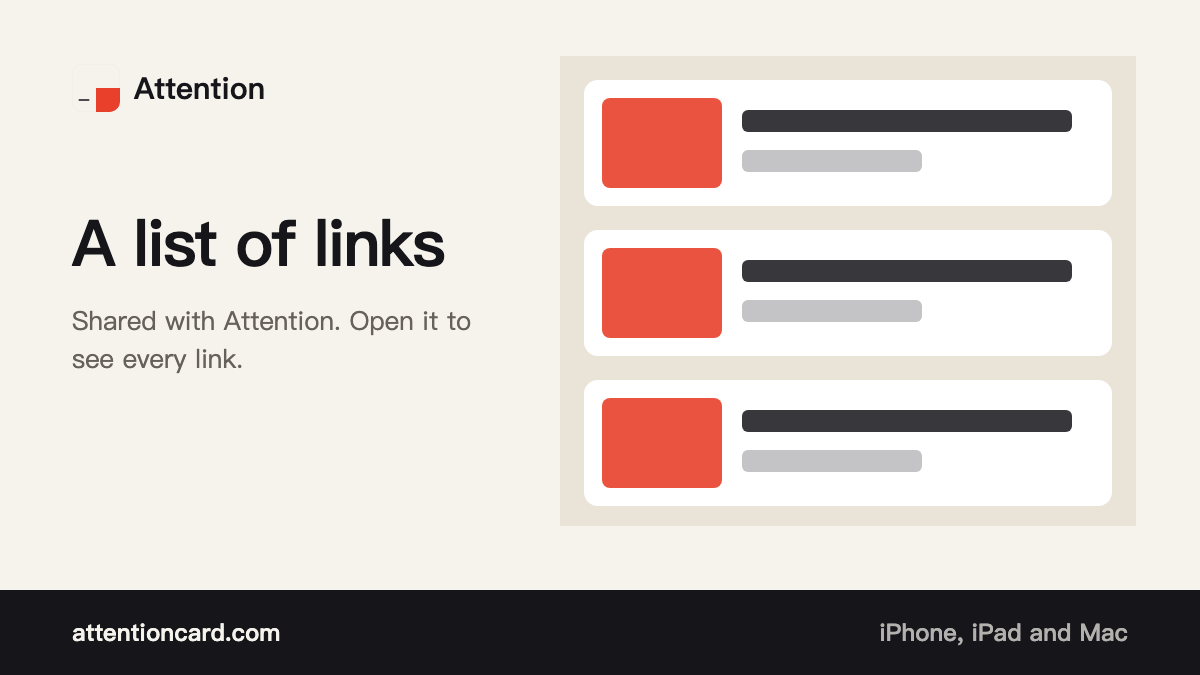 Attention
A list of links
Shared with Attention. Open it to
see every link.
attentioncard.com
iPhone, iPad and Mac